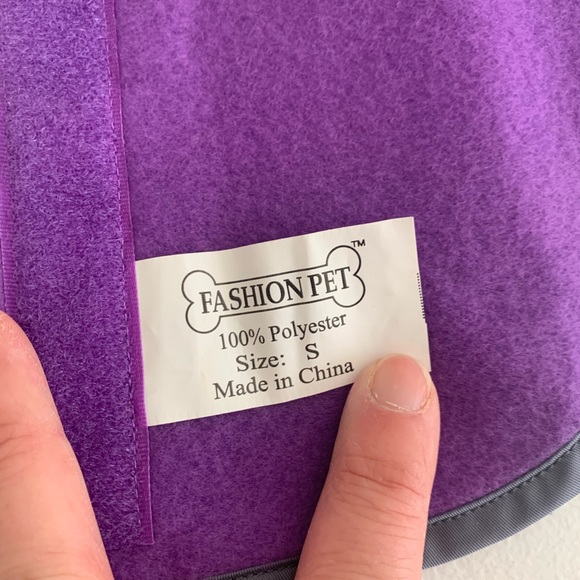 FASHION PET™
100% Polyester
Size: S
Made in China